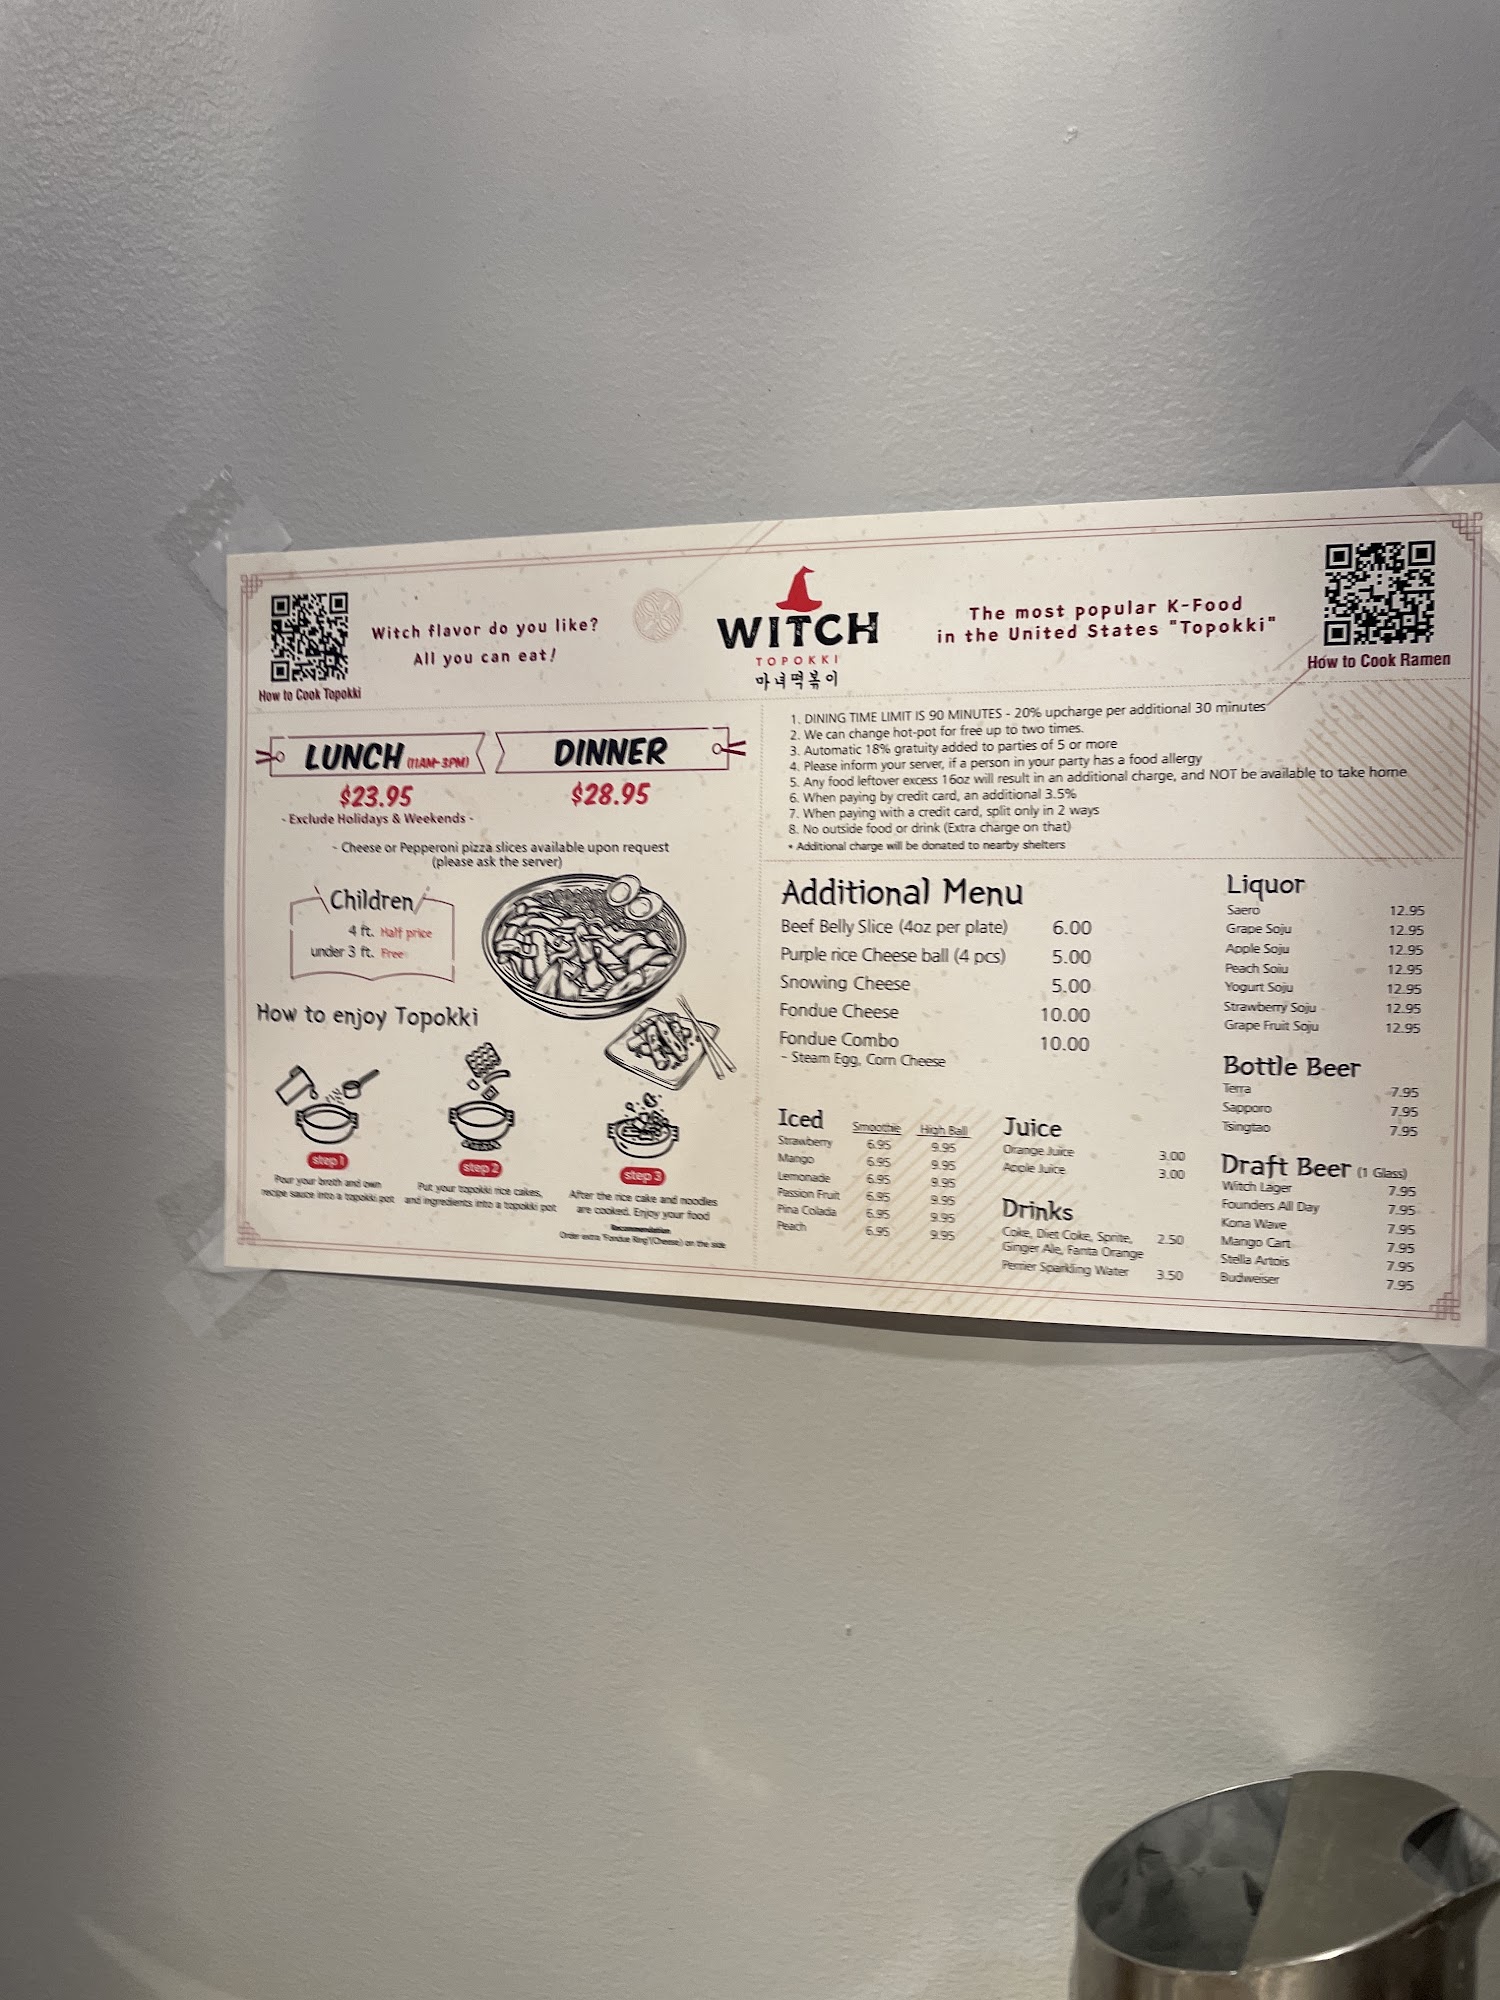 How to Cook Topokki
Witch flavor do you like?
All you can eat!
WITCH
TOPOKKI
마녀떡볶이
The most popular K-Food
in the United States "Topokki"
How to Cook Ramen
LUNCH (11AM-3PM)
$23.95
- Exclude Holidays & Weekends -
DINNER
$28.95
- Cheese or Pepperoni pizza slices available upon request
(please ask the server)
Children
4 ft. Half price
under 3 ft. Free
How to enjoy Topokki
step 1
Pour your broth and own
recipe sauce into a topokki pot
step 2
Put your topokki rice cakes,
and ingredients into a topokki pot
step 3
After the rice cake and noodles
are cooked. Enjoy your food
Recommendation
Order extra 'Fondue Ring'(Cheese) on the side
1. DINING TIME LIMIT IS 90 MINUTES - 20% upcharge per additional 30 minutes
2. We can change hot-pot for free up to two times.
3. Automatic 18% gratuity added to parties of 5 or more
4. Please inform your server, if a person in your party has a food allergy
5. Any food leftover excess 16oz will result in an additional charge, and NOT be available to take home
6. When paying by credit card, an additional 3.5%
7. When paying with a credit card, split only in 2 ways
8. No outside food or drink (Extra charge on that)
* Additional charge will be donated to nearby shelters
Additional Menu
Beef Belly Slice (4oz per plate) 6.00
Purple rice Cheese ball (4 pcs) 5.00
Snowing Cheese 5.00
Fondue Cheese 10.00
Fondue Combo 10.00
- Steam Egg, Corn Cheese
Iced Smoothie High Ball
Strawberry 6.95 9.95
Mango 6.95 9.95
Lemonade 6.95 9.95
Passion Fruit 6.95 9.95
Pina Colada 6.95 9.95
Peach 6.95 9.95
Juice
Orange Juice 3.00
Apple Juice 3.00
Drinks
Coke, Diet Coke, Sprite, 2.50
Ginger Ale, Fanta Orange
Perrier Sparkling Water 3.50
Liquor
Saero 12.95
Grape Soju 12.95
Apple Soju 12.95
Peach Soju 12.95
Yogurt Soju 12.95
Strawberry Soju 12.95
Grape Fruit Soju 12.95
Bottle Beer
Terra 7.95
Sapporo 7.95
Tsingtao 7.95
Draft Beer (1 Glass)
Witch Lager 7.95
Founders All Day 7.95
Kona Wave 7.95
Mango Cart 7.95
Stella Artois 7.95
Budweiser 7.95